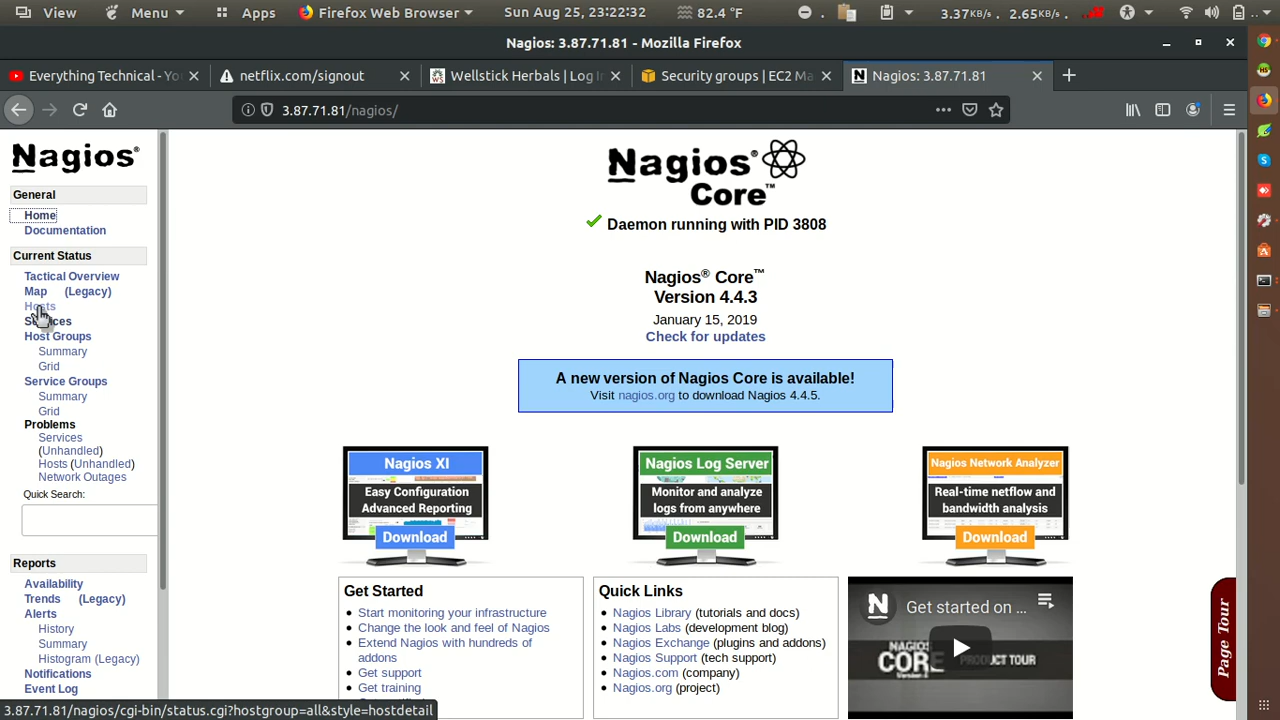 View Menu Apps Firefox Web Browser Sun Aug 25, 23:22:32 82.4 °F 3.37KB/s 2.65KB/s
Nagios: 3.87.71.81 - Mozilla Firefox
Everything Technical - Yo netflix.com/signout Wellstick Herbals | Log In Security groups | EC2 Ma Nagios: 3.87.71.81
3.87.71.81/nagios/
Nagios®
General
Home
Documentation
Current Status
Tactical Overview
Map (Legacy)
Hosts
Services
Host Groups
Summary
Grid
Service Groups
Summary
Grid
Problems
Services
(Unhandled)
Hosts (Unhandled)
Network Outages
Quick Search:
Reports
Availability
Trends (Legacy)
Alerts
History
Summary
Histogram (Legacy)
Notifications
Event Log
3.87.71.81/nagios/cgi-bin/status.cgi?hostgroup=all&style=hostdetail
Nagios®
Core™
Daemon running with PID 3808
Nagios® Core™
Version 4.4.3
January 15, 2019
Check for updates
A new version of Nagios Core is available!
Visit nagios.org to download Nagios 4.4.5.
Nagios XI
Easy Configuration
Advanced Reporting
Download
Nagios Log Server
Monitor and analyze
logs from anywhere
Download
Nagios Network Analyzer
Real-time netflow and
bandwidth analysis
Download
Get Started
Start monitoring your infrastructure
Change the look and feel of Nagios
Extend Nagios with hundreds of
addons
Get support
Get training
Quick Links
Nagios Library (tutorials and docs)
Nagios Labs (development blog)
Nagios Exchange (plugins and addons)
Nagios Support (tech support)
Nagios.com (company)
Nagios.org (project)
N Get started on ...
NAGIOS
CORE PRODUCT TOUR
Page Tour